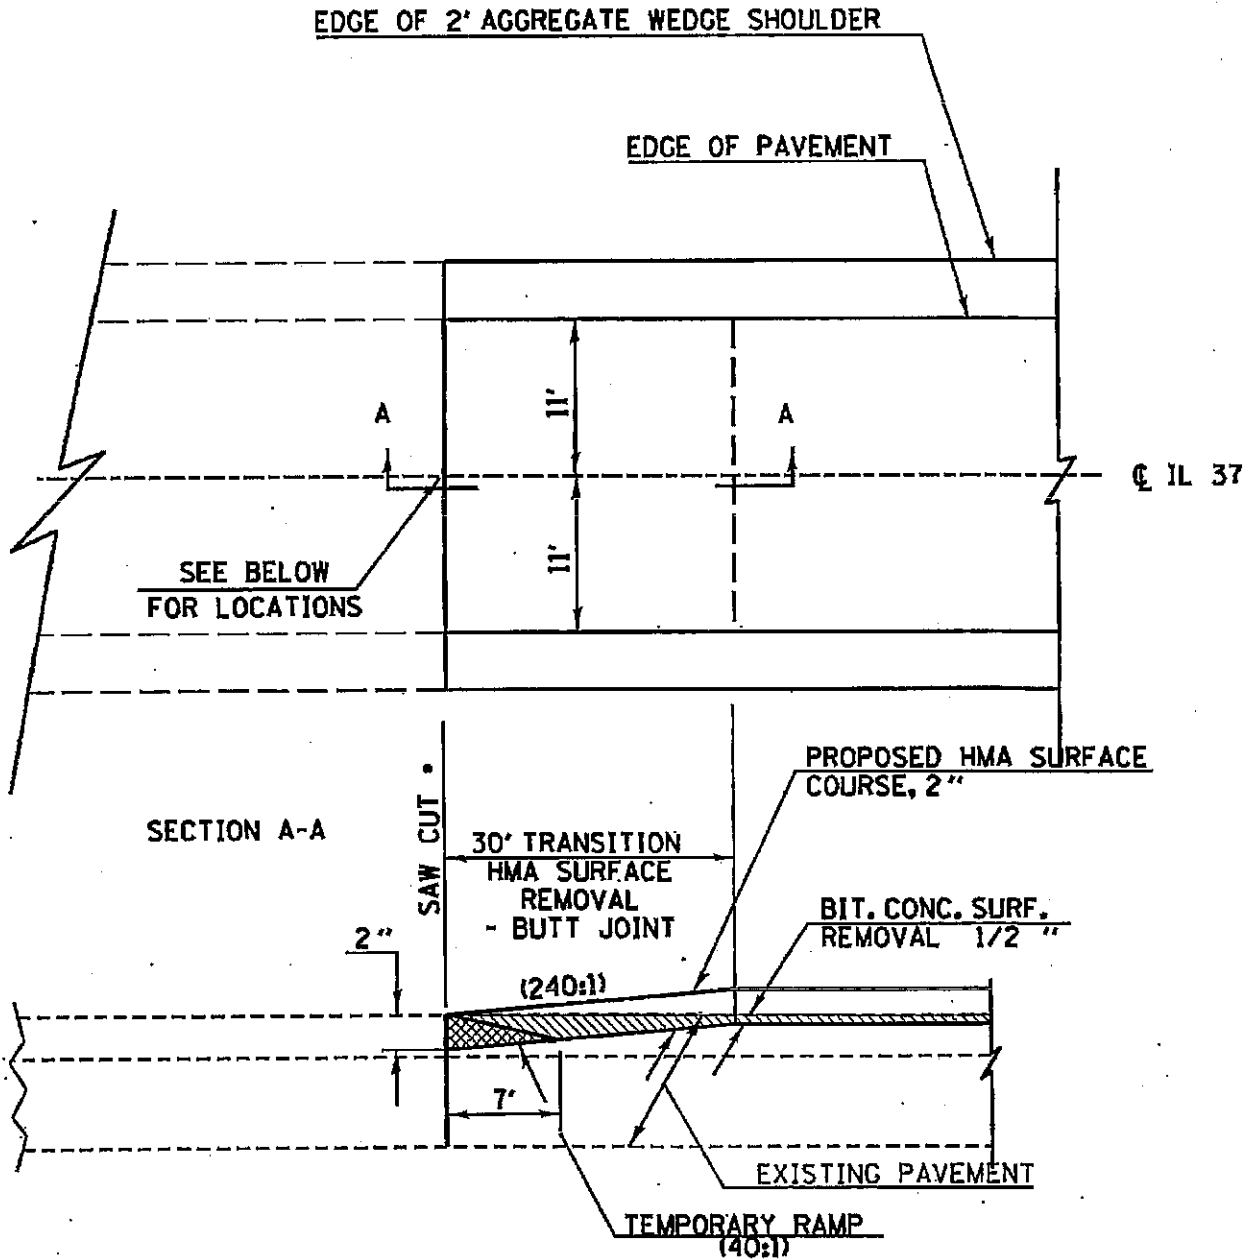 EDGE OF 2' AGGREGATE WEDGE SHOULDER
EDGE OF PAVEMENT
11'
A
A
℄ IL 37
11'
SEE BELOW
FOR LOCATIONS
PROPOSED HMA SURFACE
COURSE, 2"
SECTION A-A
SAW CUT •
30' TRANSITION
HMA SURFACE
REMOVAL
- BUTT JOINT
BIT. CONC. SURF.
REMOVAL 1/2 "
2"
(240:1)
7'
EXISTING PAVEMENT
TEMPORARY RAMP
(40:1)